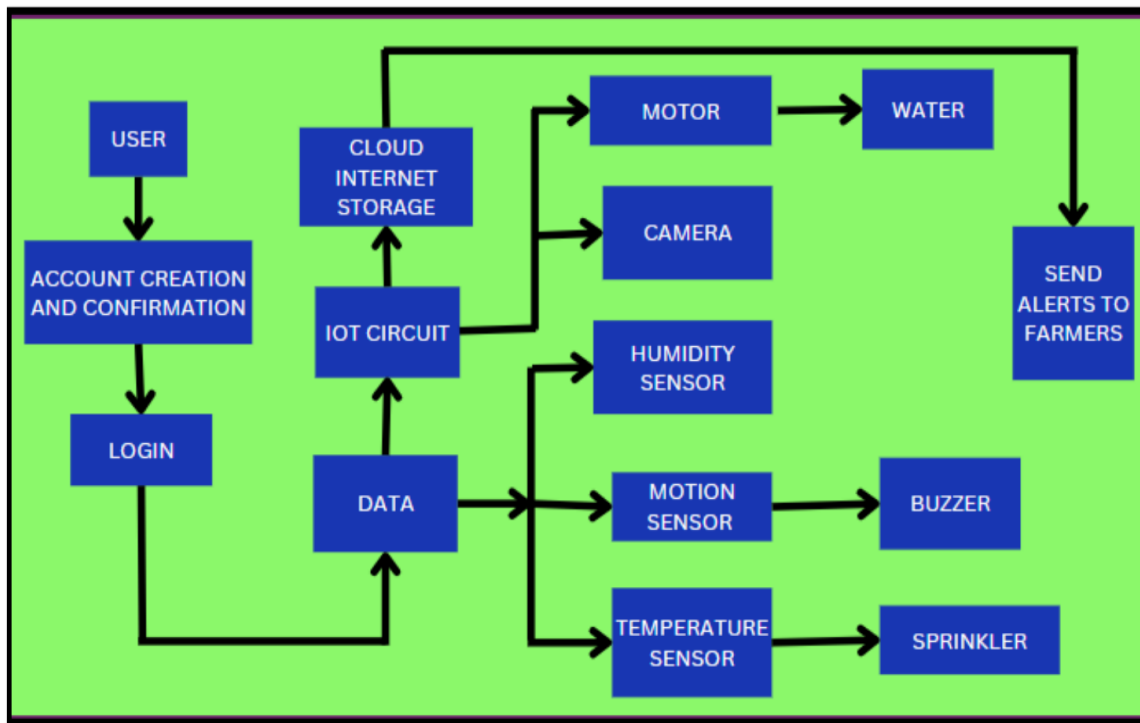 USER
ACCOUNT CREATION
AND CONFIRMATION
LOGIN
CLOUD
INTERNET
STORAGE
IOT CIRCUIT
DATA
MOTOR
WATER
CAMERA
HUMIDITY
SENSOR
MOTION
SENSOR
BUZZER
TEMPERATURE
SENSOR
SPRINKLER
SEND
ALERTS TO
FARMERS